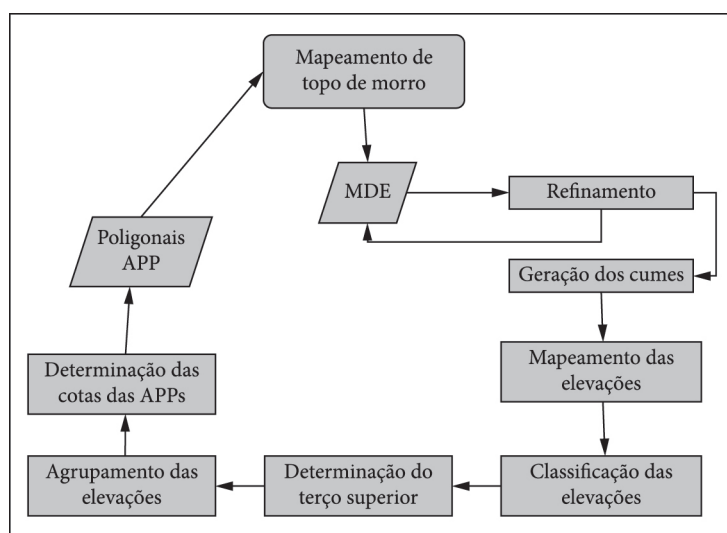 Mapeamento de
topo de morro
MDE
Refinamento
Geração dos cumes
Mapeamento das
elevações
Classificação das
elevações
Determinação do
terço superior
Agrupamento das
elevações
Determinação das
cotas das APPs
Poligonais
APP